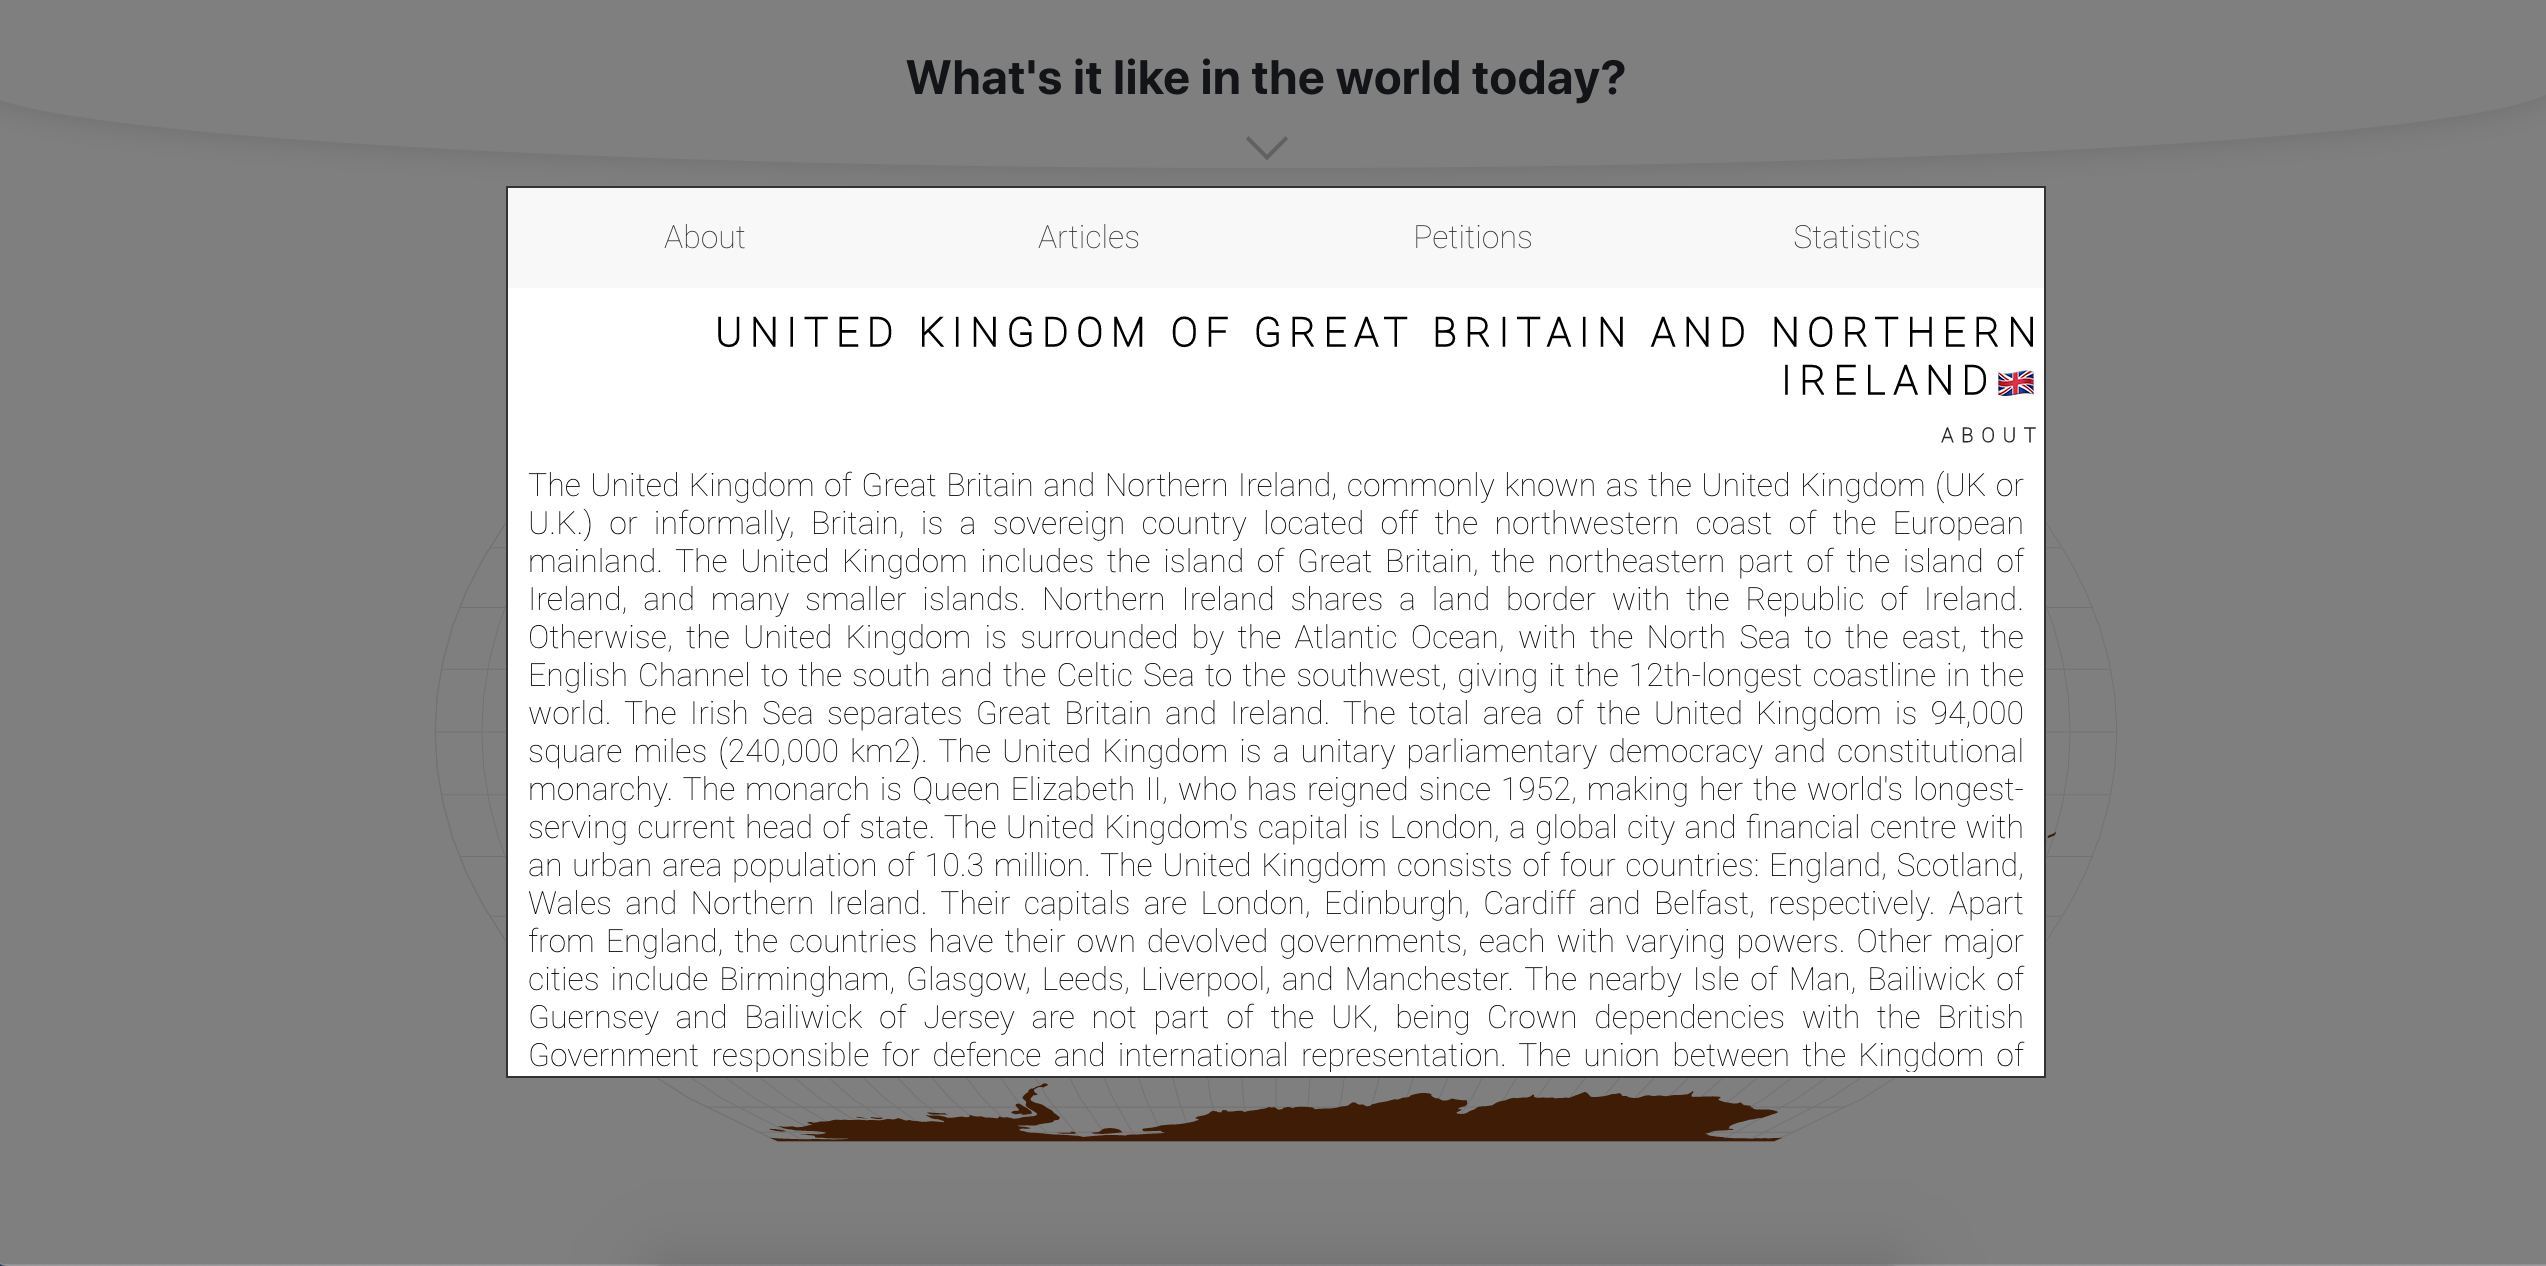 What's it like in the world today?
About Articles Petitions Statistics
UNITED KINGDOM OF GREAT BRITAIN AND NORTHERN
IRELAND🇬🇧
ABOUT
The United Kingdom of Great Britain and Northern Ireland, commonly known as the United Kingdom (UK or
U.K.) or informally, Britain, is a sovereign country located off the northwestern coast of the European
mainland. The United Kingdom includes the island of Great Britain, the northeastern part of the island of
Ireland, and many smaller islands. Northern Ireland shares a land border with the Republic of Ireland.
Otherwise, the United Kingdom is surrounded by the Atlantic Ocean, with the North Sea to the east, the
English Channel to the south and the Celtic Sea to the southwest, giving it the 12th-longest coastline in the
world. The Irish Sea separates Great Britain and Ireland. The total area of the United Kingdom is 94,000
square miles (240,000 km2). The United Kingdom is a unitary parliamentary democracy and constitutional
monarchy. The monarch is Queen Elizabeth II, who has reigned since 1952, making her the world's longest-
serving current head of state. The United Kingdom's capital is London, a global city and financial centre with
an urban area population of 10.3 million. The United Kingdom consists of four countries: England, Scotland,
Wales and Northern Ireland. Their capitals are London, Edinburgh, Cardiff and Belfast, respectively. Apart
from England, the countries have their own devolved governments, each with varying powers. Other major
cities include Birmingham, Glasgow, Leeds, Liverpool, and Manchester. The nearby Isle of Man, Bailiwick of
Guernsey and Bailiwick of Jersey are not part of the UK, being Crown dependencies with the British
Government responsible for defence and international representation. The union between the Kingdom of